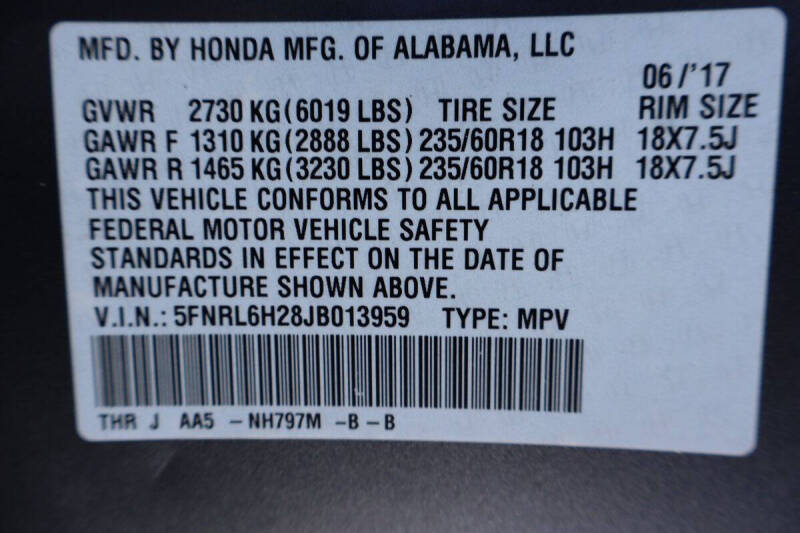 MFD. BY HONDA MFG. OF ALABAMA, LLC
06/'17
GVWR 2730 KG(6019 LBS) TIRE SIZE RIM SIZE
GAWR F 1310 KG(2888 LBS) 235/60R18 103H 18X7.5J
GAWR R 1465 KG(3230 LBS) 235/60R18 103H 18X7.5J
THIS VEHICLE CONFORMS TO ALL APPLICABLE
FEDERAL MOTOR VEHICLE SAFETY
STANDARDS IN EFFECT ON THE DATE OF
MANUFACTURE SHOWN ABOVE.
V.I.N.: 5FNRL6H28JB013959 TYPE: MPV
THR J AA5 - NH797M - B - B